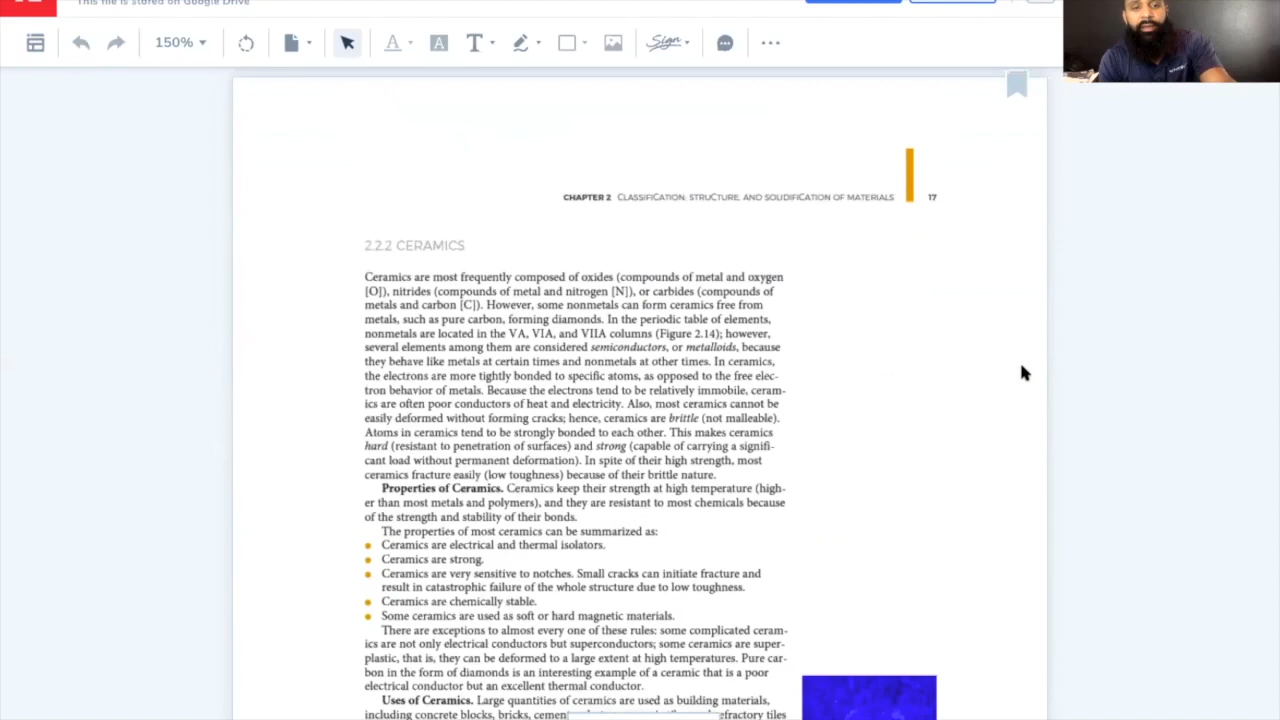 This file is stored on Google Drive
150%
A
A
T
Sign
CHAPTER 2 CLASSIFICATION, STRUCTURE, AND SOLIDIFICATION OF MATERIALS 17
2.2.2 CERAMICS
Ceramics are most frequently composed of oxides (compounds of metal and oxygen
[O]), nitrides (compounds of metal and nitrogen [N]), or carbides (compounds of
metals and carbon [C]). However, some nonmetals can form ceramics free from
metals, such as pure carbon, forming diamonds. In the periodic table of elements,
nonmetals are located in the VA, VIA, and VIIA columns (Figure 2.14); however,
several elements among them are considered semiconductors, or metalloids, because
they behave like metals at certain times and nonmetals at other times. In ceramics,
the electrons are more tightly bonded to specific atoms, as opposed to the free elec-
tron behavior of metals. Because the electrons tend to be relatively immobile, ceram-
ics are often poor conductors of heat and electricity. Also, most ceramics cannot be
easily deformed without forming cracks; hence, ceramics are brittle (not malleable).
Atoms in ceramics tend to be strongly bonded to each other. This makes ceramics
hard (resistant to penetration of surfaces) and strong (capable of carrying a signifi-
cant load without permanent deformation). In spite of their high strength, most
ceramics fracture easily (low toughness) because of their brittle nature.
Properties of Ceramics. Ceramics keep their strength at high temperature (high-
er than most metals and polymers), and they are resistant to most chemicals because
of the strength and stability of their bonds.
The properties of most ceramics can be summarized as:
Ceramics are electrical and thermal isolators.
Ceramics are strong.
Ceramics are very sensitive to notches. Small cracks can initiate fracture and
result in catastrophic failure of the whole structure due to low toughness.
Ceramics are chemically stable.
Some ceramics are used as soft or hard magnetic materials.
There are exceptions to almost every one of these rules: some complicated ceram-
ics are not only electrical conductors but superconductors; some ceramics are super-
plastic, that is, they can be deformed to a large extent at high temperatures. Pure car-
bon in the form of diamonds is an interesting example of a ceramic that is a poor
electrical conductor but an excellent thermal conductor.
Uses of Ceramics. Large quantities of ceramics are used as building materials,
including concrete blocks, bricks, cement tiles